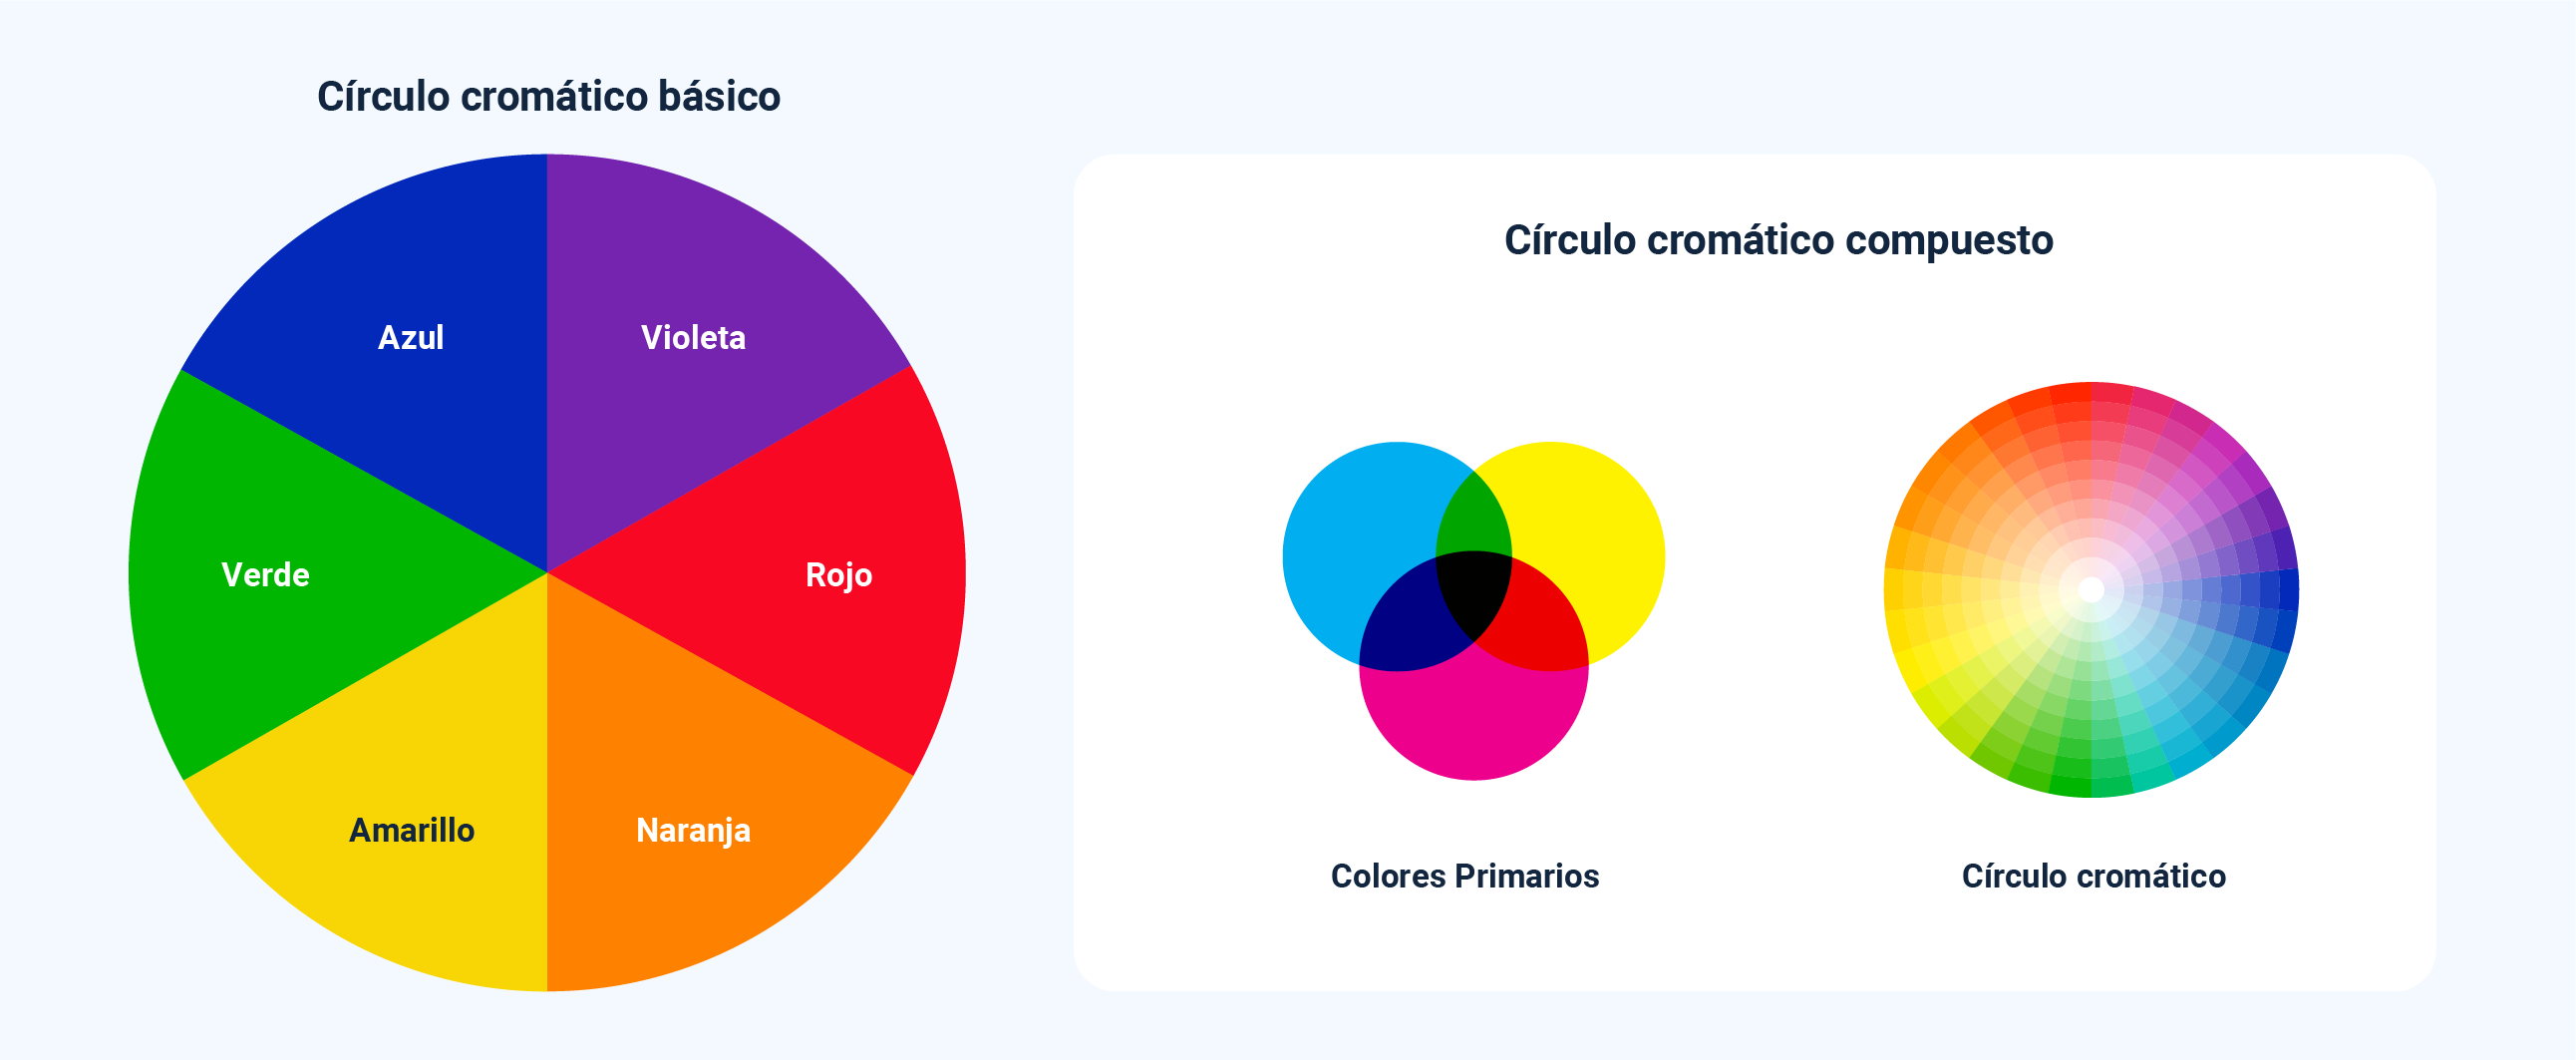 Círculo cromático básico
Azul
Violeta
Verde
Rojo
Amarillo
Naranja
Círculo cromático compuesto
Colores Primarios
Círculo cromático